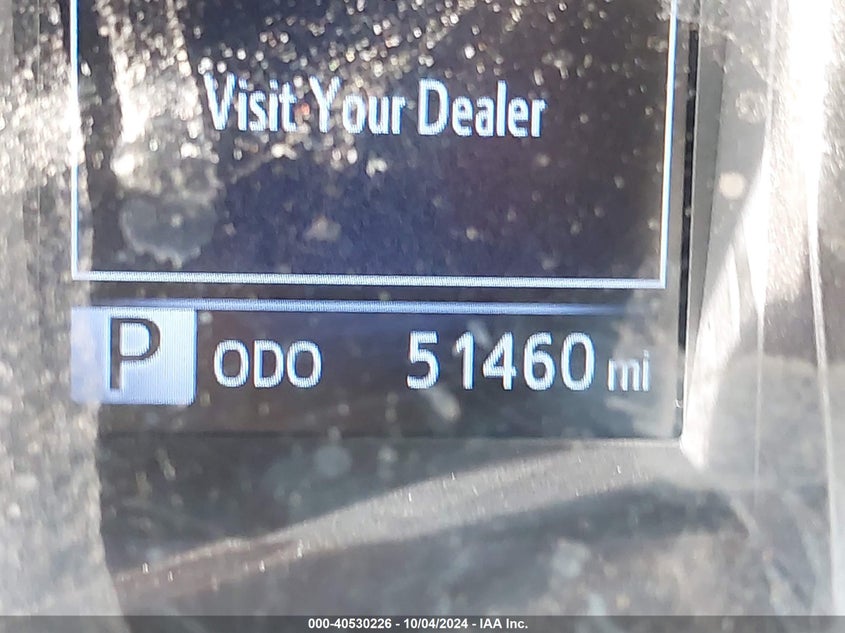 Visit Your Dealer
P ODO 51460 mi
000-40530226 - 10/04/2024 - IAA Inc.